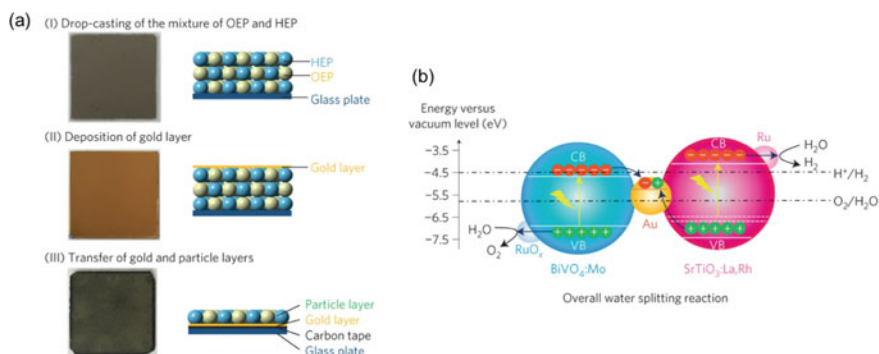 (a)
(I) Drop-casting of the mixture of OEP and HEP
HEP
OEP
Glass plate
(II) Deposition of gold layer
Gold layer
(III) Transfer of gold and particle layers
Particle layer
Gold layer
Carbon tape
Glass plate
(b)
Energy versus
vacuum level (eV)
−3.5
−4.5
−5.5
−6.5
−7.5
CB
CB
Ru
H₂O
H₂
H⁺/H₂
O₂/H₂O
Au
H₂O
O₂
RuOₓ
VB
VB
BiVO₄:Mo
SrTiO₃:La,Rh
Overall water splitting reaction